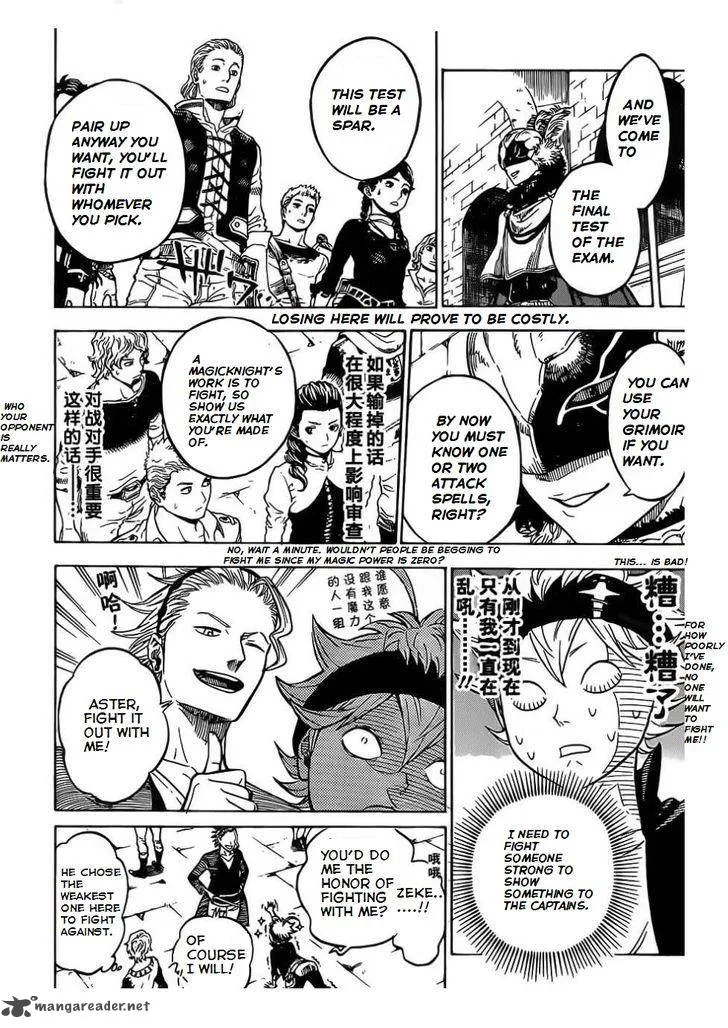 AND
WE'VE
COME
TO
THE
FINAL
TEST
OF THE
EXAM.
THIS TEST
WILL BE A
SPAR.
PAIR UP
ANYWAY YOU
WANT, YOU'LL
FIGHT IT OUT
WITH
WHOMEVER
YOU PICK.
LOSING HERE WILL PROVE TO BE COSTLY.
YOU CAN
USE
YOUR
GRIMOIR
IF YOU
WANT.
BY NOW
YOU MUST
KNOW ONE
OR TWO
ATTACK
SPELLS,
RIGHT?
如果输掉的话
在很大程度上影响审查
A
MAGICKNIGHT'S
WORK IS TO
FIGHT, SO
SHOW US
EXACTLY WHAT
YOU'RE MADE
OF.
对战对手很重要
这样的话……
WHO
YOUR
OPPONENT
IS
REALLY
MATTERS.
NO, WAIT A MINUTE. WOULDN'T PEOPLE BE BEGGING TO
FIGHT ME SINCE MY MAGIC POWER IS ZERO?
THIS... IS BAD!
糟…糟了
从刚才到现在
只有我一直在
乱吼……!!
FOR
HOW
POORLY
I'VE
DONE,
NO
ONE
WILL
WANT
TO
FIGHT
ME!!
I NEED TO
FIGHT
SOMEONE
STRONG TO
SHOW
SOMETHING TO
THE CAPTAINS.
谁愿意
跟我这个
没有魔力
的人一组
啊哈!
ASTER,
FIGHT IT
OUT WITH
ME!
哦哦
ZEKE..
.....!!
YOU'D DO
ME THE
HONOR OF
FIGHTING
WITH ME?
OF
COURSE
I WILL!
HE CHOSE
THE
WEAKEST
ONE HERE
TO FIGHT
AGAINST.
mangareader.net